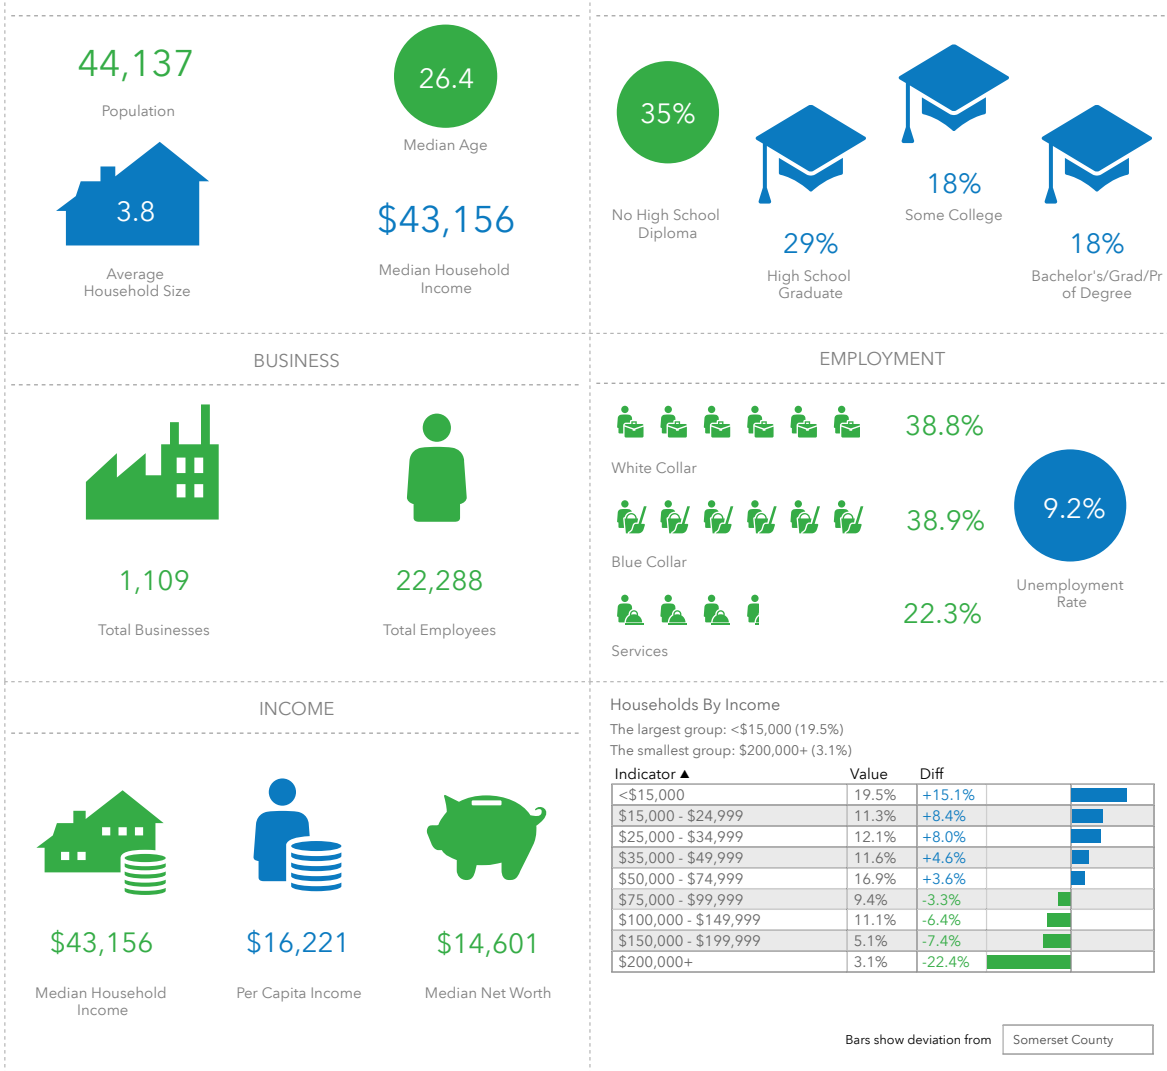 44,137
Population
26.4
Median Age
3.8
Average
Household Size
$43,156
Median Household
Income
35%
No High School
Diploma
29%
High School
Graduate
18%
Some College
18%
Bachelor's/Grad/Pr
of Degree
BUSINESS
1,109
Total Businesses
22,288
Total Employees
EMPLOYMENT
38.8%
White Collar
38.9%
Blue Collar
22.3%
Services
9.2%
Unemployment
Rate
INCOME
$43,156
Median Household
Income
$16,221
Per Capita Income
$14,601
Median Net Worth
Households By Income
The largest group: <$15,000 (19.5%)
The smallest group: $200,000+ (3.1%)
Indicator ▲ Value Diff
<$15,000 19.5% +15.1%
$15,000 - $24,999 11.3% +8.4%
$25,000 - $34,999 12.1% +8.0%
$35,000 - $49,999 11.6% +4.6%
$50,000 - $74,999 16.9% +3.6%
$75,000 - $99,999 9.4% -3.3%
$100,000 - $149,999 11.1% -6.4%
$150,000 - $199,999 5.1% -7.4%
$200,000+ 3.1% -22.4%
Bars show deviation from Somerset County